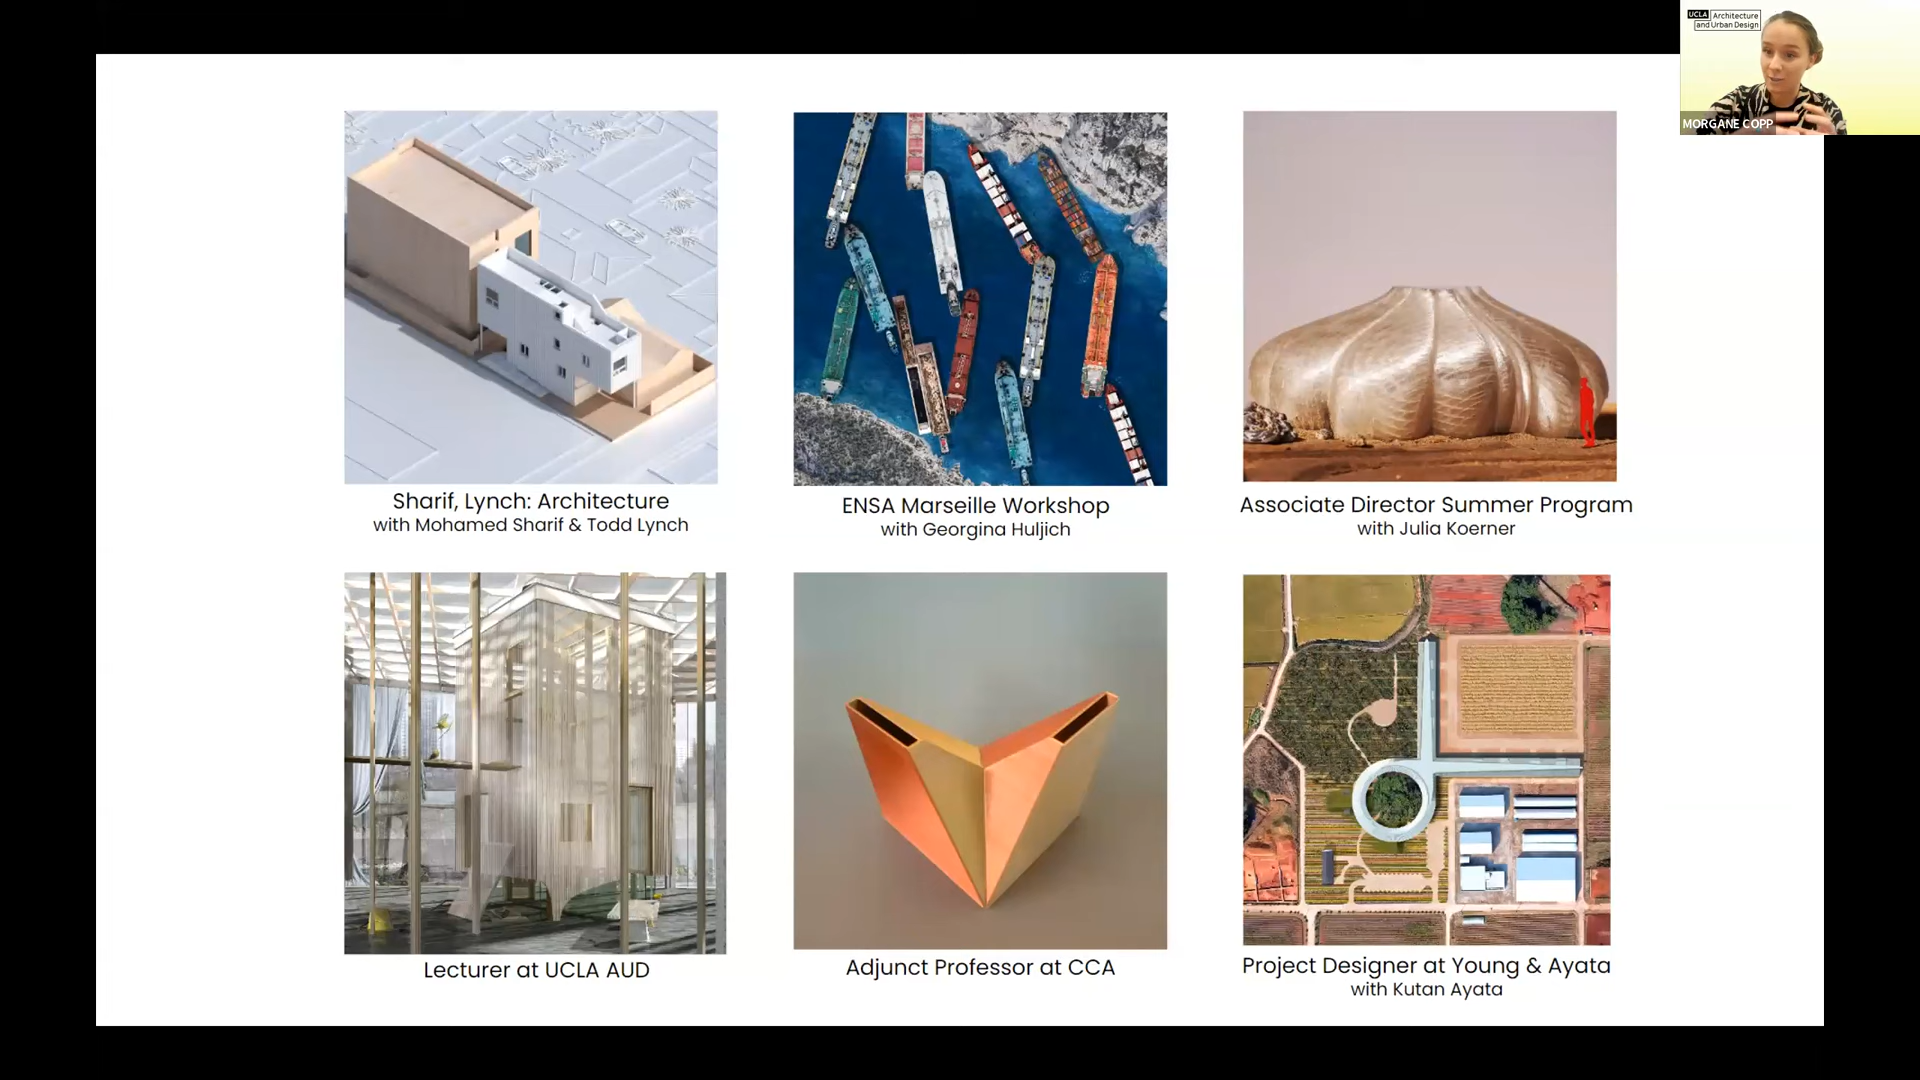 UCLA Architecture
and Urban Design
MORGANE COPP
Sharif, Lynch: Architecture
with Mohamed Sharif & Todd Lynch
ENSA Marseille Workshop
with Georgina Huljich
Associate Director Summer Program
with Julia Koerner
Lecturer at UCLA AUD
Adjunct Professor at CCA
Project Designer at Young & Ayata
with Kutan Ayata